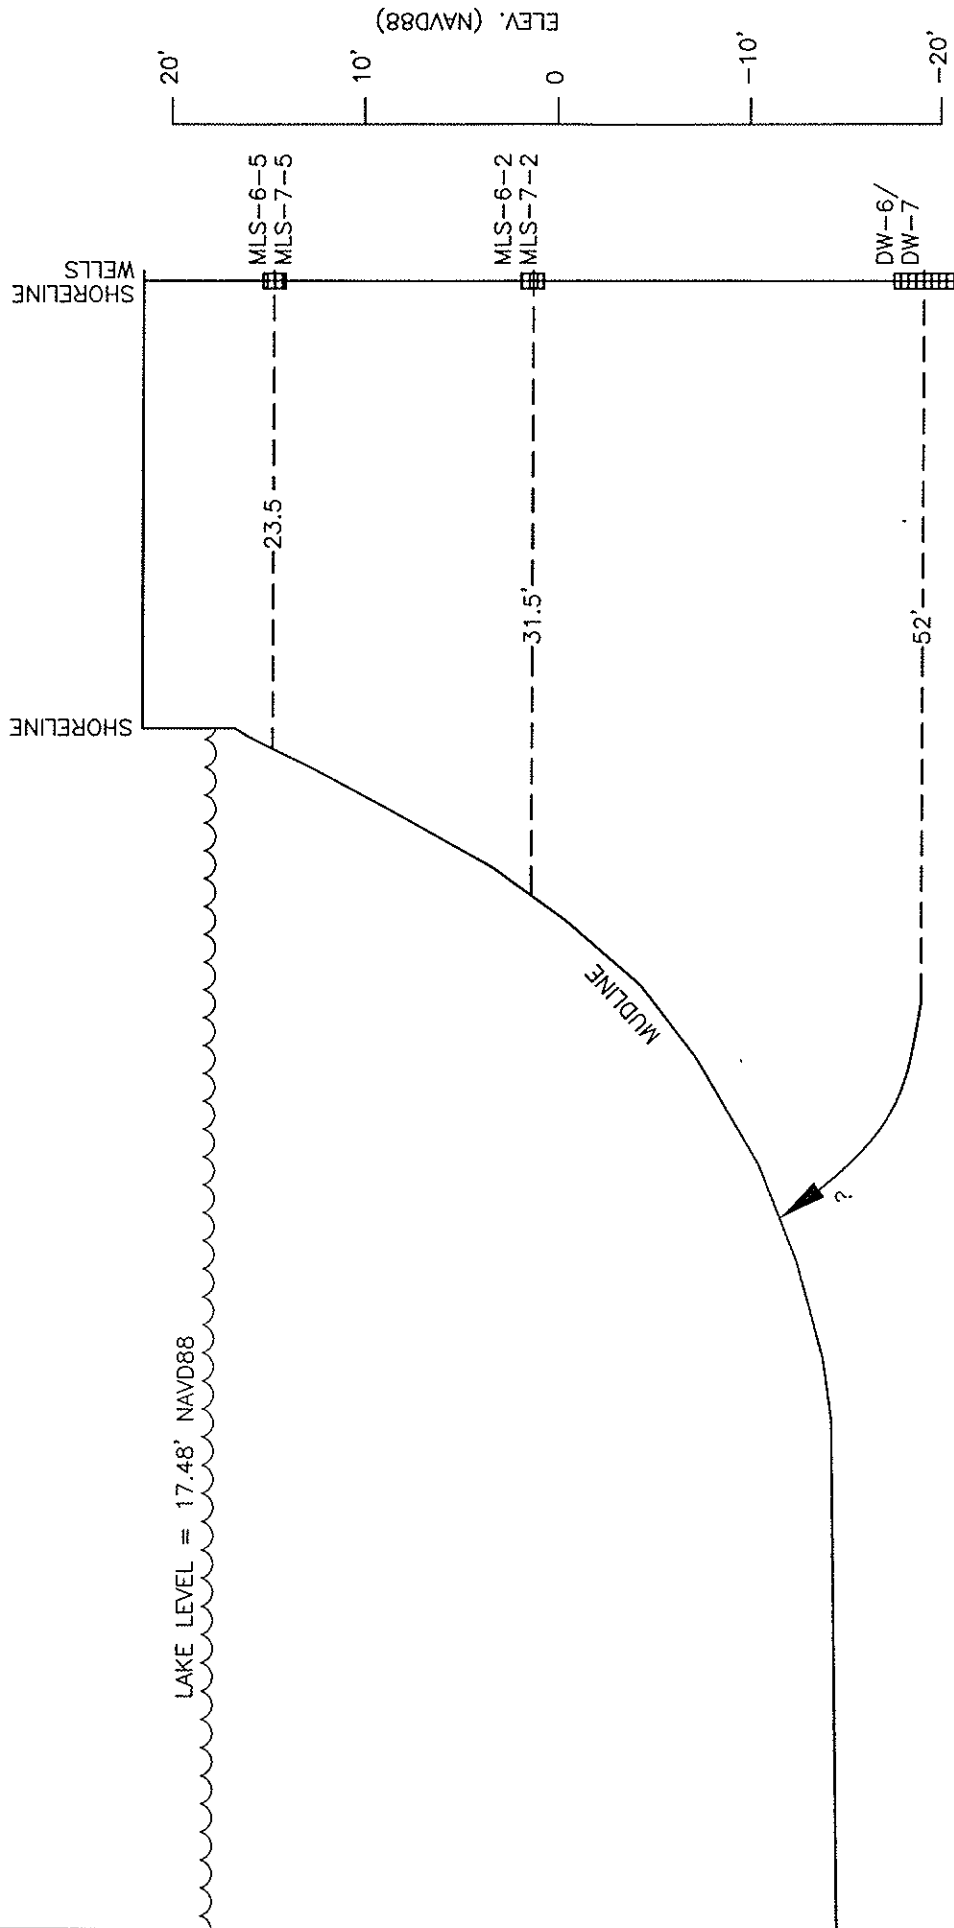 SHORELINE
WELLS
SHORELINE
LAKE LEVEL = 17.48' NAVD88
MLS-6-5
MLS-7-5
23.5
MLS-6-2
MLS-7-2
31.5'
MUDLINE
DW-6/
DW-7
52'
?
20'
10'
0
-10'
-20'
ELEV. (NAVD88)